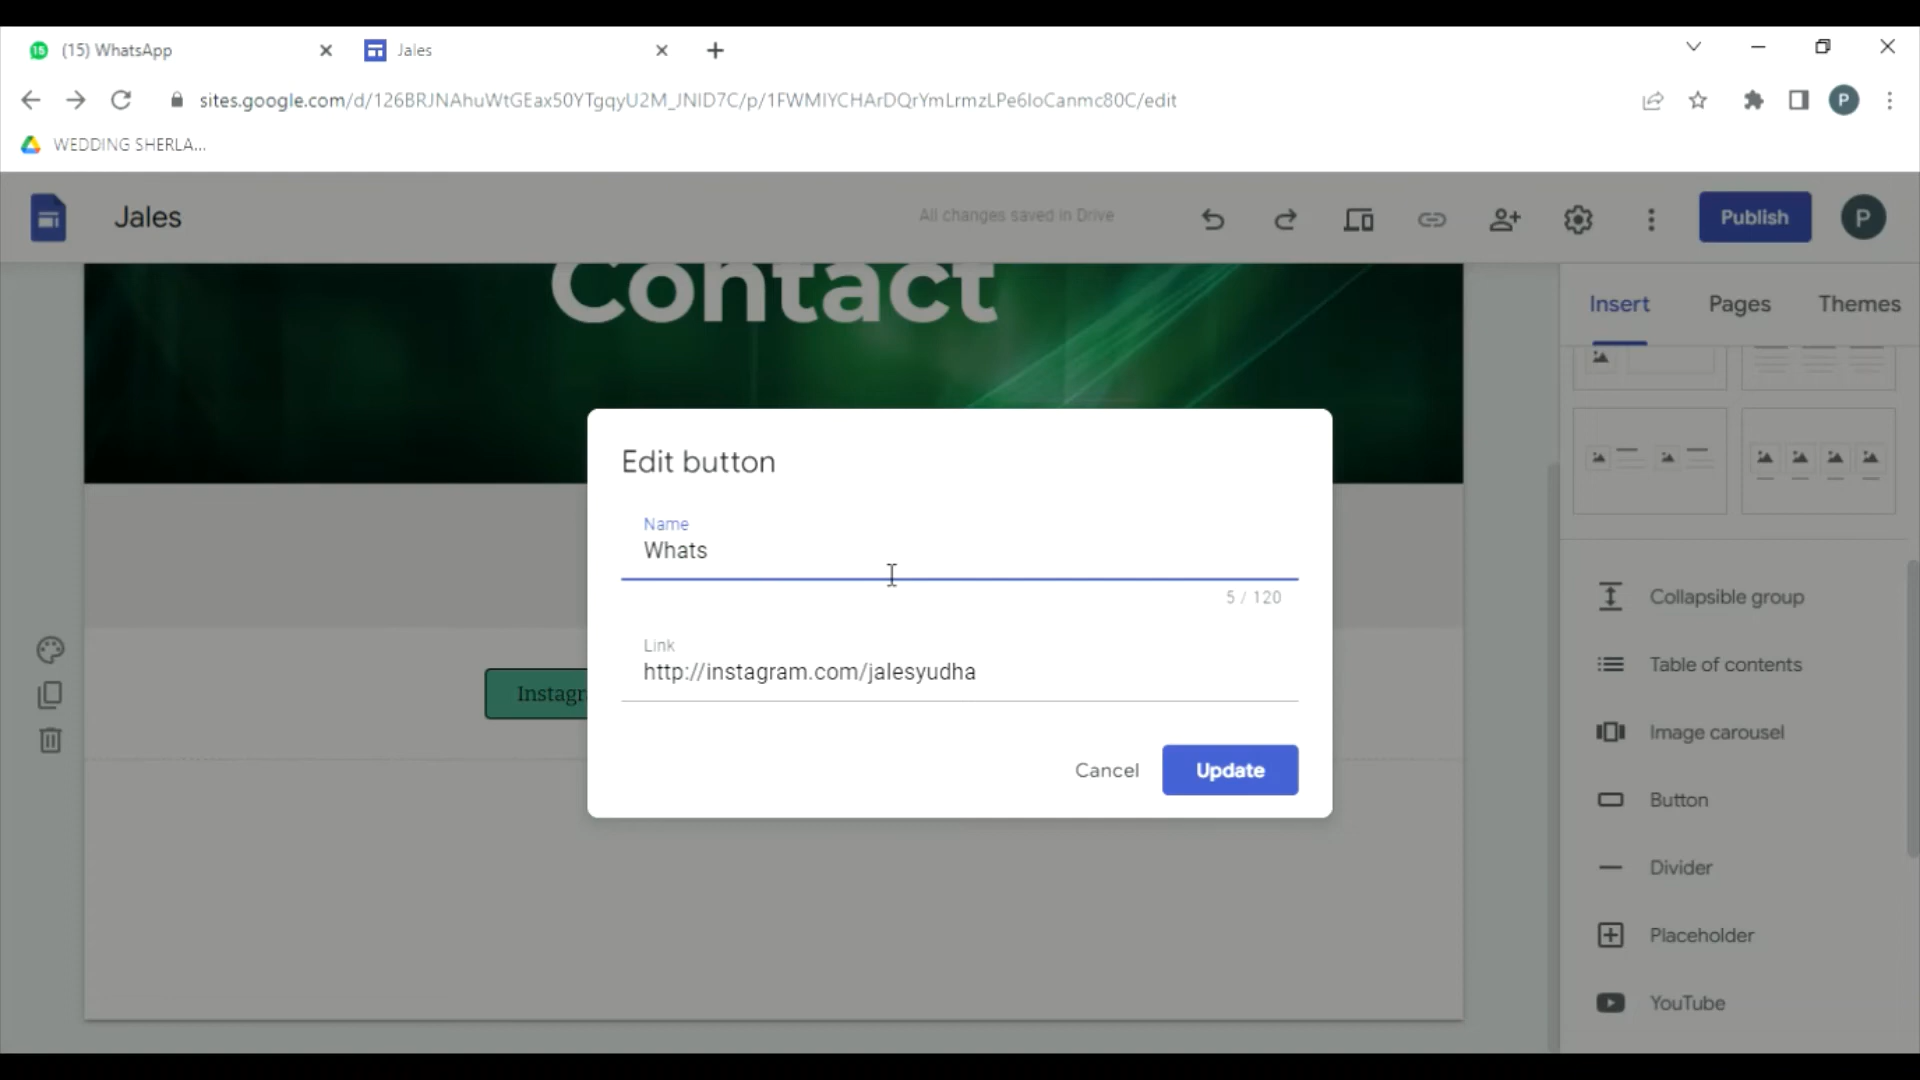 15
(15) WhatsApp
Jales
sites.google.com/d/126BRJNAhuWtGEax50YTgqyU2M_JNID7C/p/1FWMIYCHArDQrYmLrmzLPe6IoCanmc80C/edit
P
WEDDING SHERLA...
Jales
All changes saved in Drive
Publish
P
Contact
Insert
Pages
Themes
Edit button
Name
Whats
5 / 120
Link
http://instagram.com/jalesyudha
Cancel
Update
Instagr
Collapsible group
Table of contents
Image carousel
Button
Divider
Placeholder
YouTube